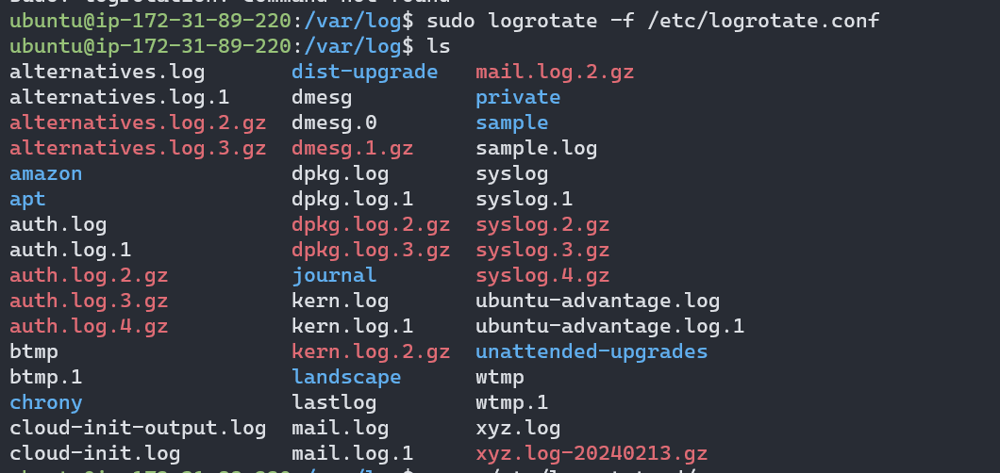 ubuntu@ip-172-31-89-220:/var/log$ sudo logrotate -f /etc/logrotate.conf
ubuntu@ip-172-31-89-220:/var/log$ ls
alternatives.log dist-upgrade mail.log.2.gz
alternatives.log.1 dmesg private
alternatives.log.2.gz dmesg.0 sample
alternatives.log.3.gz dmesg.1.gz sample.log
amazon dpkg.log syslog
apt dpkg.log.1 syslog.1
auth.log dpkg.log.2.gz syslog.2.gz
auth.log.1 dpkg.log.3.gz syslog.3.gz
auth.log.2.gz journal syslog.4.gz
auth.log.3.gz kern.log ubuntu-advantage.log
auth.log.4.gz kern.log.1 ubuntu-advantage.log.1
btmp kern.log.2.gz unattended-upgrades
btmp.1 landscape wtmp
chrony lastlog wtmp.1
cloud-init-output.log mail.log xyz.log
cloud-init.log mail.log.1 xyz.log-20240213.gz